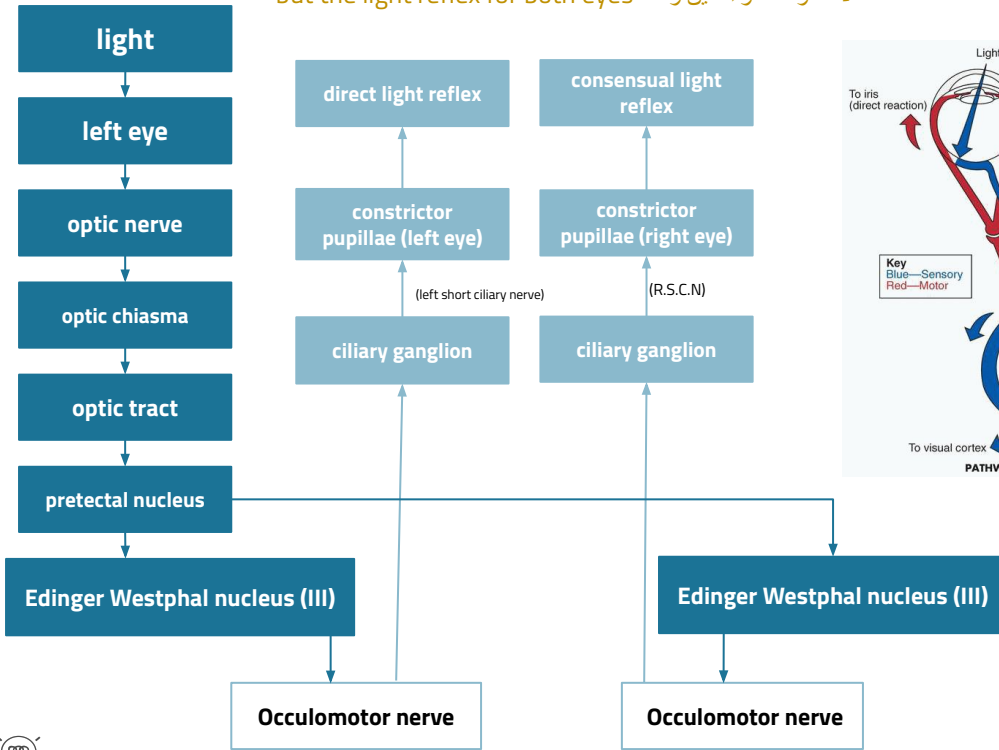 but the light reflex for both eyes
light
left eye
optic nerve
optic chiasma
optic tract
pretectal nucleus
Edinger Westphal nucleus (III)
Occulomotor nerve
direct light reflex
constrictor
pupillae (left eye)
(left short ciliary nerve)
ciliary ganglion
consensual light
reflex
constrictor
pupillae (right eye)
(R.S.C.N)
ciliary ganglion
Edinger Westphal nucleus (III)
Occulomotor nerve
Light
To iris
(direct reaction)
Key
Blue—Sensory
Red—Motor
To visual cortex